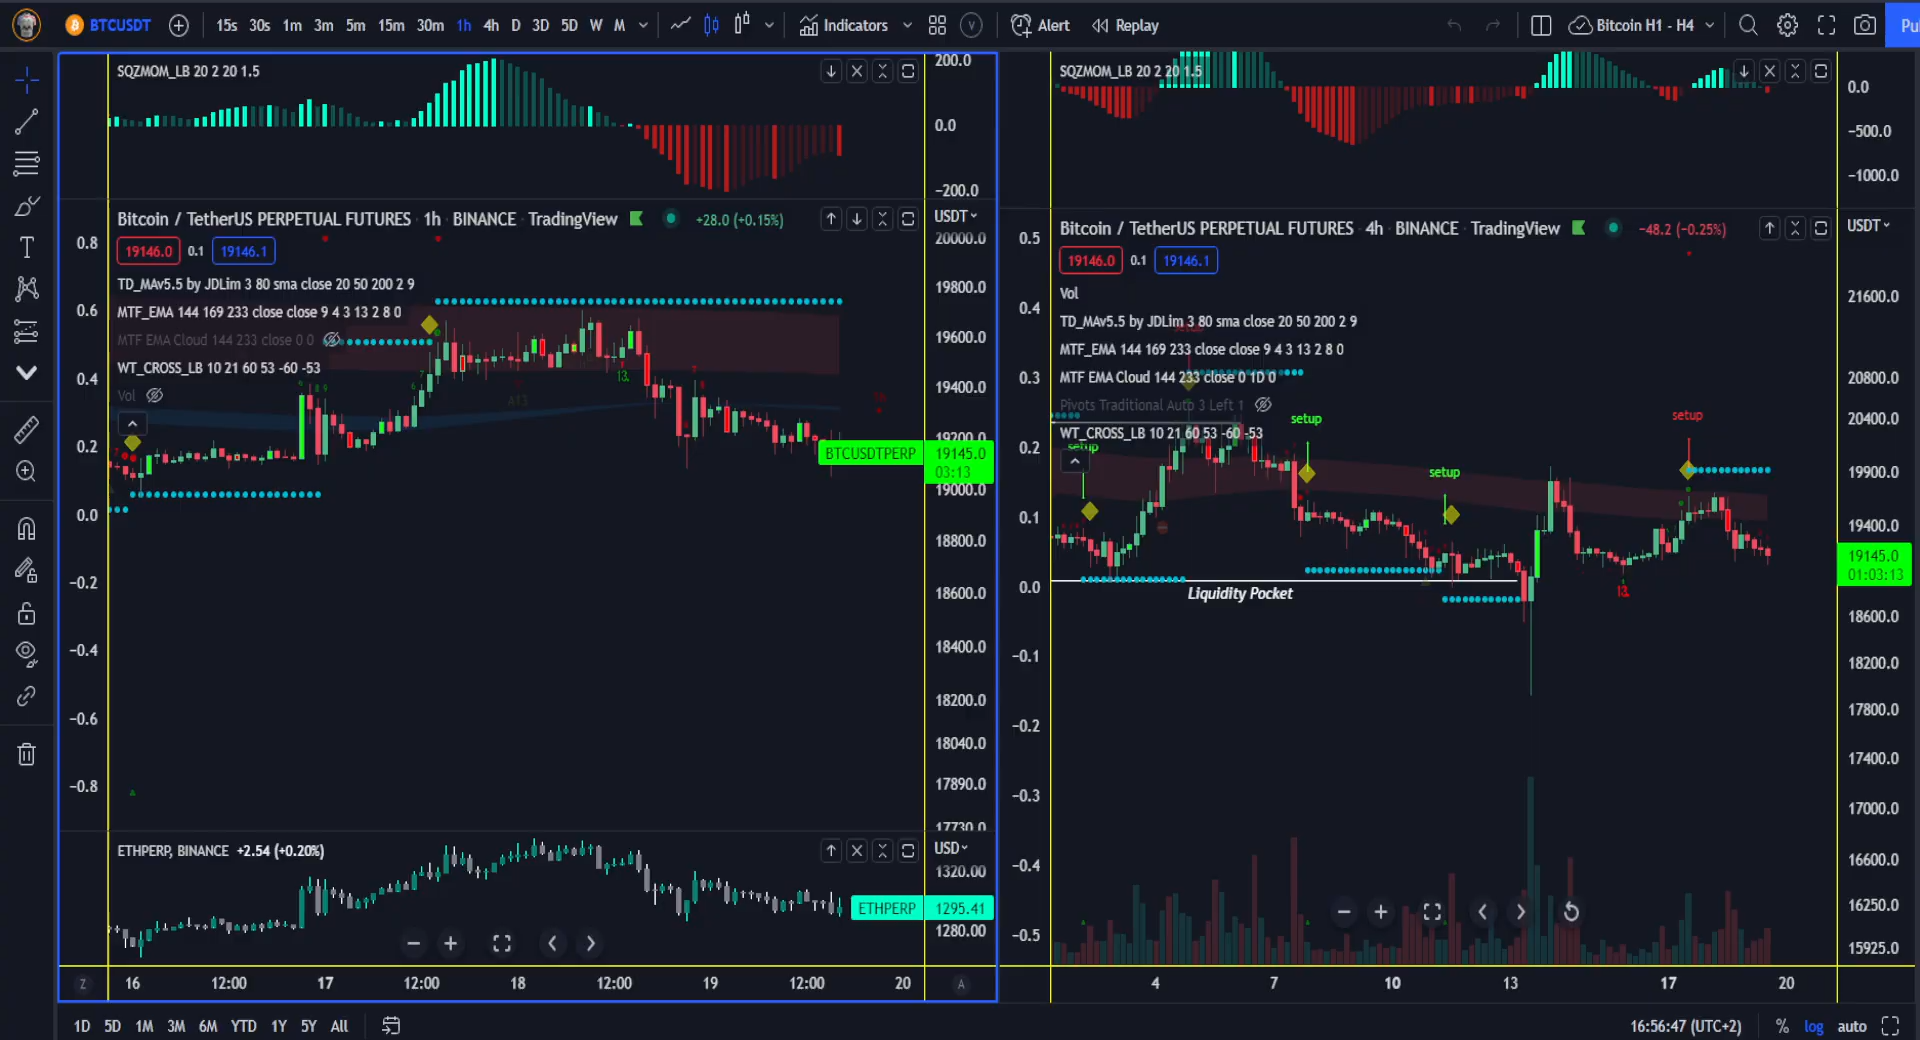 BTCUSDT 15s 30s 1m 3m 5m 15m 30m 1h 4h D 3D 5D W M Indicators Alert Replay Bitcoin H1 - H4 Pu
SQZMOM_LB 20 2 20 1.5
200.0
0.0
-200.0
Bitcoin / TetherUS PERPETUAL FUTURES 1h BINANCE TradingView +28.0 (+0.15%)
19146.0 0.1 19146.1
TD_MAv5.5 by JDLim 3 80 sma close 20 50 200 2 9
MTF_EMA 144 169 233 close close 9 4 3 13 2 8 0
MTF EMA Cloud 144 233 close 0 0
WT_CROSS_LB 10 21 60 53 -60 -53
Vol
0.8
0.6
0.4
0.2
0.0
-0.2
-0.4
-0.6
-0.8
13
A13
USDT
20000.0
19800.0
19600.0
19400.0
19200.0
BTCUSDTPERP 19145.0
03:13
19000.0
18800.0
18600.0
18400.0
18200.0
18040.0
17890.0
17730.0
ETHPERP, BINANCE +2.54 (+0.20%)
USD
1320.00
ETHPERP 1295.41
1280.00
Z 16 12:00 17 12:00 18 12:00 19 12:00 20 A
SQZMOM_LB 20 2 20 1.5
0.0
-500.0
-1000.0
Bitcoin / TetherUS PERPETUAL FUTURES 4h BINANCE TradingView -48.2 (-0.25%)
19146.0 0.1 19146.1
Vol
TD_MAv5.5 by JDLim 3 80 sma close 20 50 200 2 9
MTF_EMA 144 169 233 close close 9 4 3 13 2 8 0
MTF EMA Cloud 144 233 close 0 1D 0
Pivots Traditional Auto 3 Left 1
WT_CROSS_LB 10 21 60 53 -60 -53
0.5
0.4
0.3
0.2
0.1
0.0
-0.1
-0.2
-0.3
-0.4
-0.5
setup
setup
setup
setup
Liquidity Pocket
13
USDT
21600.0
20800.0
20400.0
19900.0
19400.0
19145.0
01:03:13
18600.0
18200.0
17800.0
17400.0
17000.0
16600.0
16250.0
15925.0
4 7 10 13 17 20
1D 5D 1M 3M 6M YTD 1Y 5Y All 16:56:47 (UTC+2) % log auto